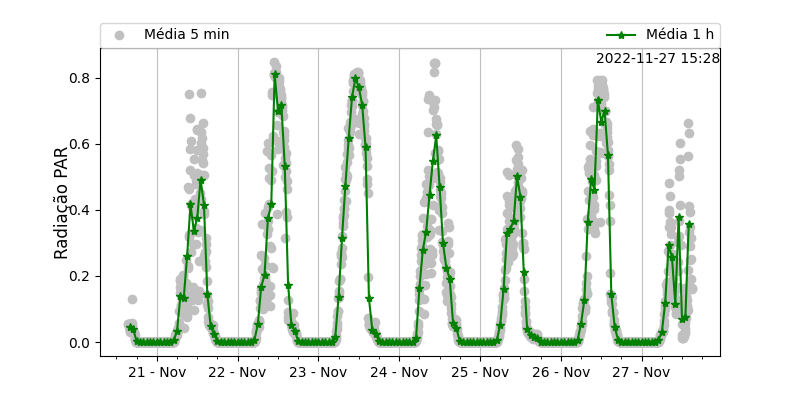 Média 5 min
Média 1 h
2022-11-27 15:28
Radiação PAR
0.8
0.6
0.4
0.2
0.0
21 - Nov
22 - Nov
23 - Nov
24 - Nov
25 - Nov
26 - Nov
27 - Nov